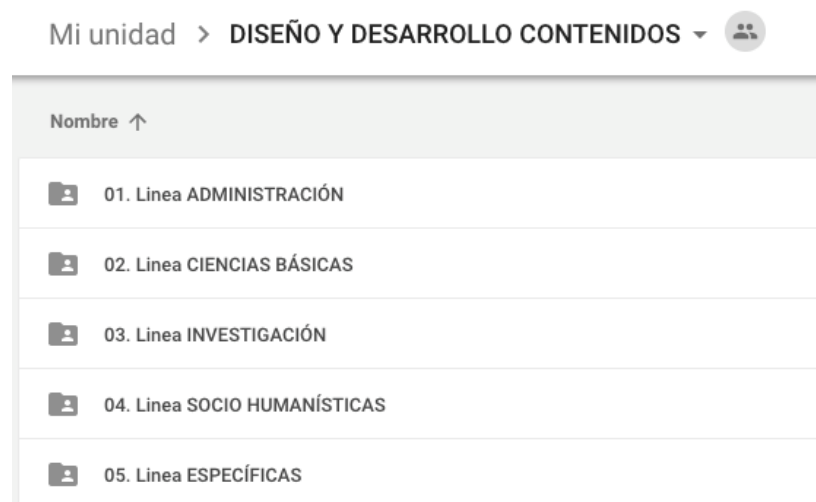 Mi unidad > DISEÑO Y DESARROLLO CONTENIDOS
Nombre
01. Linea ADMINISTRACIÓN
02. Linea CIENCIAS BÁSICAS
03. Linea INVESTIGACIÓN
04. Linea SOCIO HUMANÍSTICAS
05. Linea ESPECÍFICAS